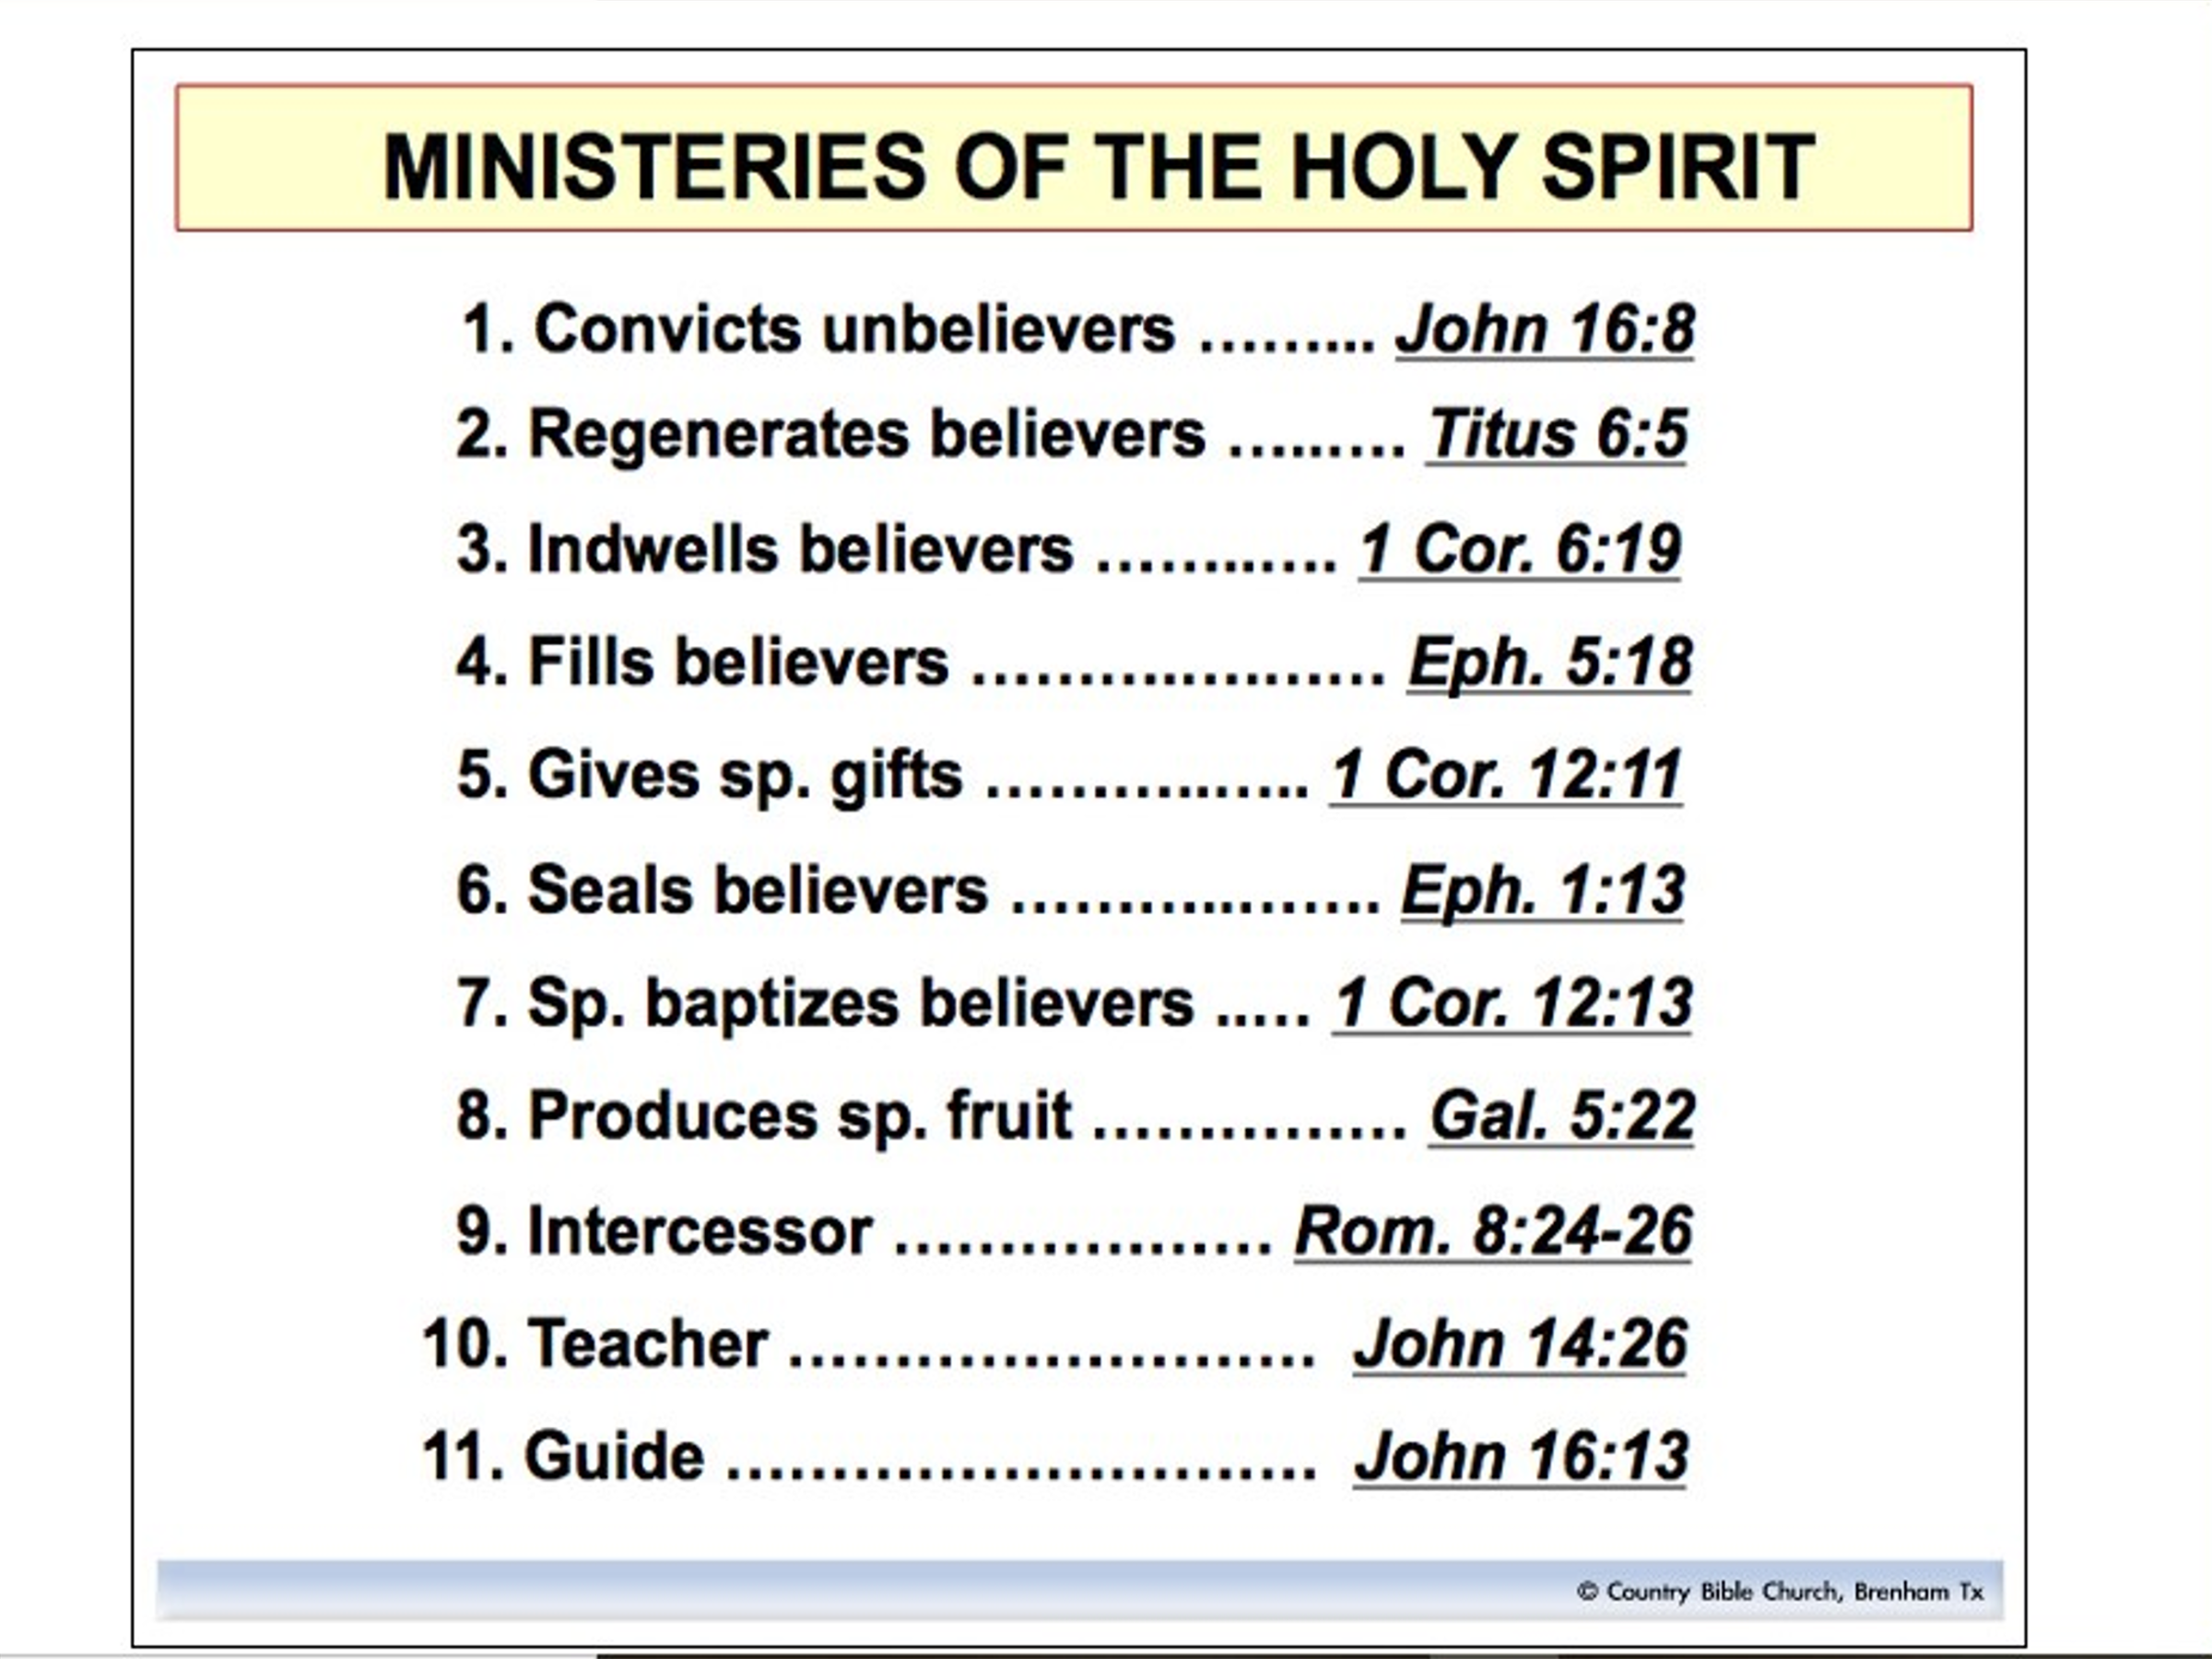 MINISTERIES OF THE HOLY SPIRIT
1. Convicts unbelievers ……... John 16:8
2. Regenerates believers …..…. Titus 6:5
3. Indwells believers ……..…. 1 Cor. 6:19
4. Fills believers ……………….. Eph. 5:18
5. Gives sp. gifts ………..….. 1 Cor. 12:11
6. Seals believers ………..……. Eph. 1:13
7. Sp. baptizes believers ..… 1 Cor. 12:13
8. Produces sp. fruit …………… Gal. 5:22
9. Intercessor ……………… Rom. 8:24-26
10. Teacher ……………………. John 14:26
11. Guide ………………………. John 16:13
© Country Bible Church, Brenham Tx